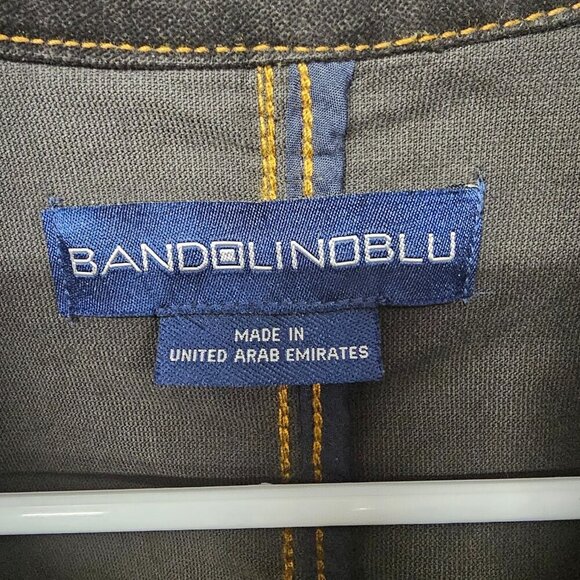 BANDOLINOBLU
MADE IN
UNITED ARAB EMIRATES